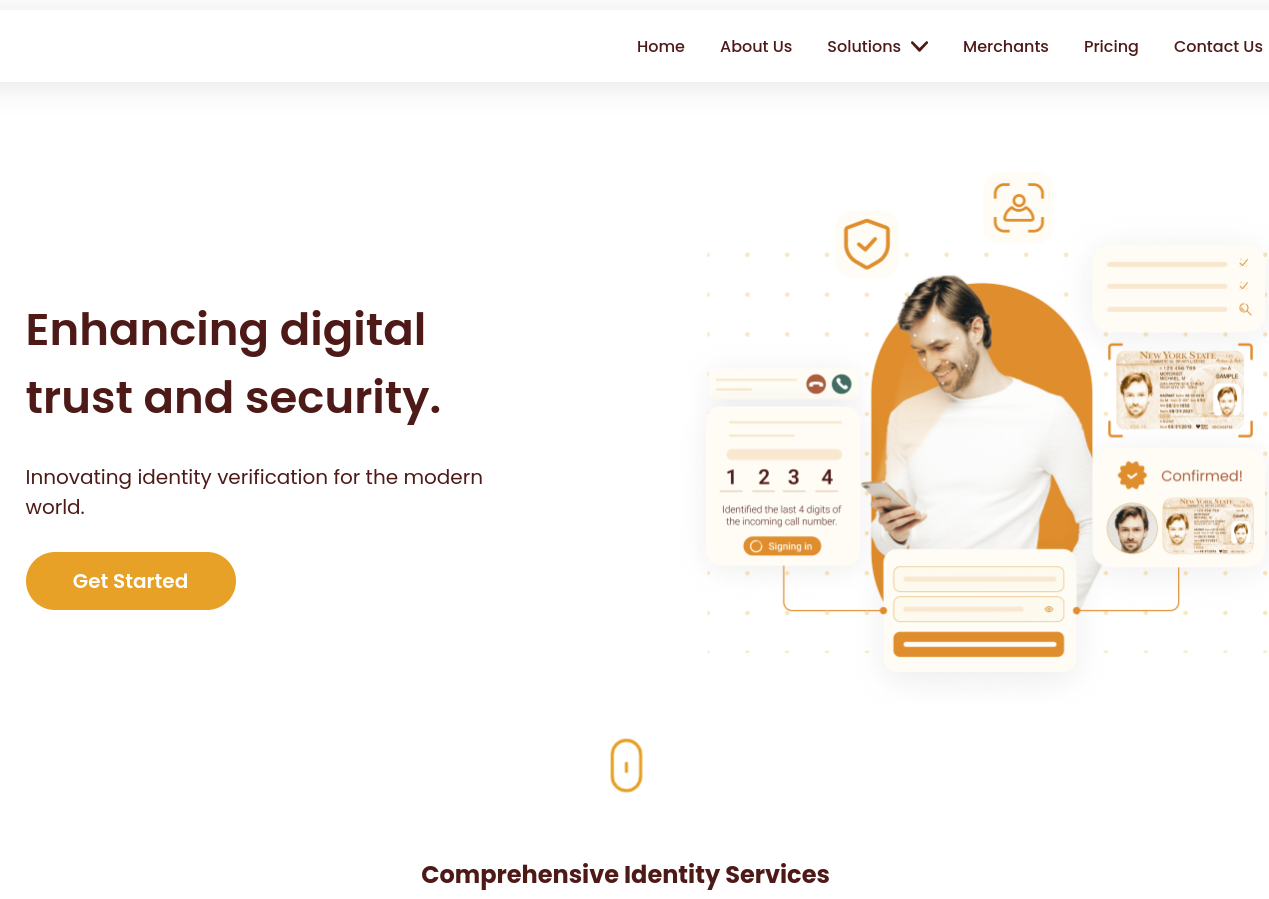 Home About Us Solutions Merchants Pricing Contact Us
Enhancing digital
trust and security.
Innovating identity verification for the modern
world.
Get Started
1 2 3 4
Identified the last 4 digits of
the incoming call number.
Signing in
NEW YORK STATE
SAMPLE
Confirmed!
NEW YORK STATE
SAMPLE
Comprehensive Identity Services